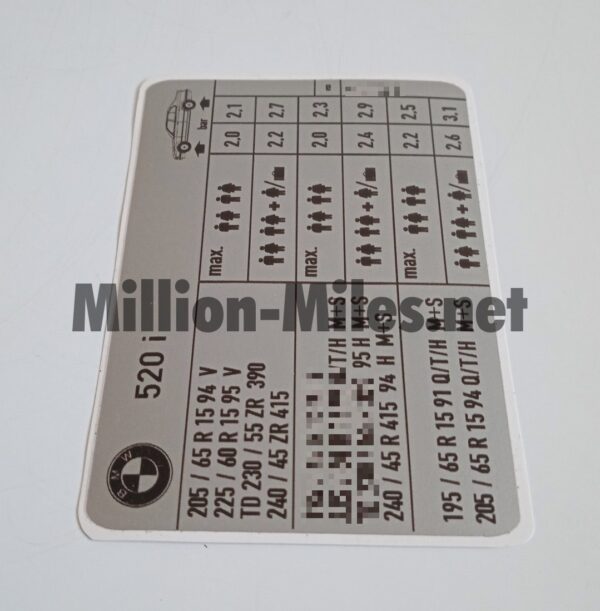 BMW
520 i
bar
205 / 65 R 15 94 V
225 / 60 R 15 95 V
TD 230 / 55 ZR 390
240 / 45 ZR 415
max.
2.0 2.1
+ /
2.2 2.7
/T/H M+S
95 H M+S
240 / 45 R 415 94 H M+S
max.
2.0 2.3
+ /
2.4 2.9
195 / 65 R 15 91 Q/T/H M+S
205 / 65 R 15 94 Q/T/H M+S
max.
2.2 2.5
+ /
2.6 3.1
Million-Miles.net